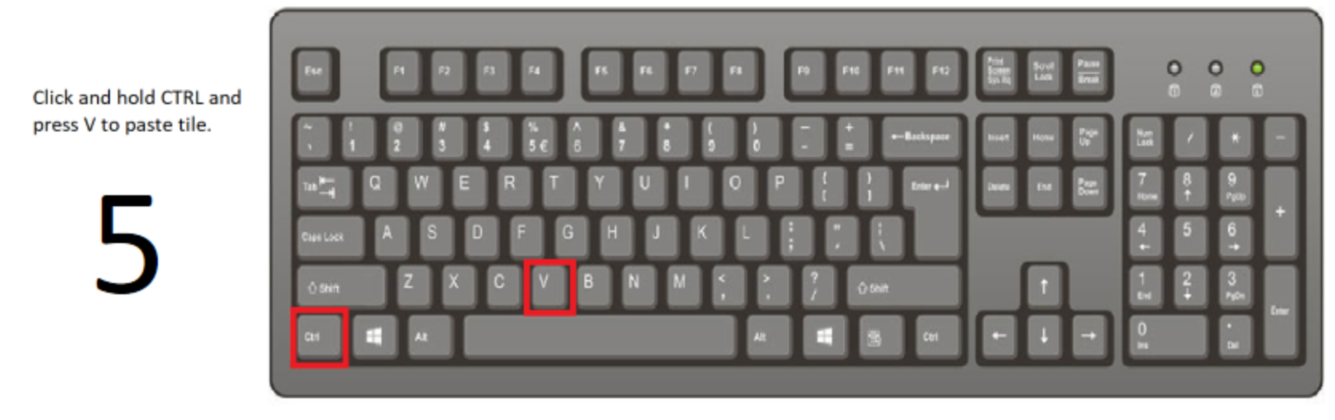 Click and hold CTRL and
press V to paste tile.
5
Esc F1 F2 F3 F4 F5 F6 F7 F8 F9 F10 F11 F12 Print Screen Scroll Lock Pause Break
~ ! @ # $ % ^ & * ( ) _ +
` 1 2 3 4 5 € 6 7 8 9 0 - = ←Backspace Insert Home Page Up Num Lock / * -
Tab Q W E R T Y U I O P { [ } ] Enter Delete End Page Down 7 Home 8 ↑ 9 PgUp +
Caps Lock A S D F G H J K L : ; " ' | \ 4 ← 5 6 →
⇧ Shift Z X C V B N M < , > . ? / ⇧ Shift ↑ 1 End 2 ↓ 3 PgDn Enter
Ctrl Alt Alt Ctrl ← ↓ → 0 Ins . Del